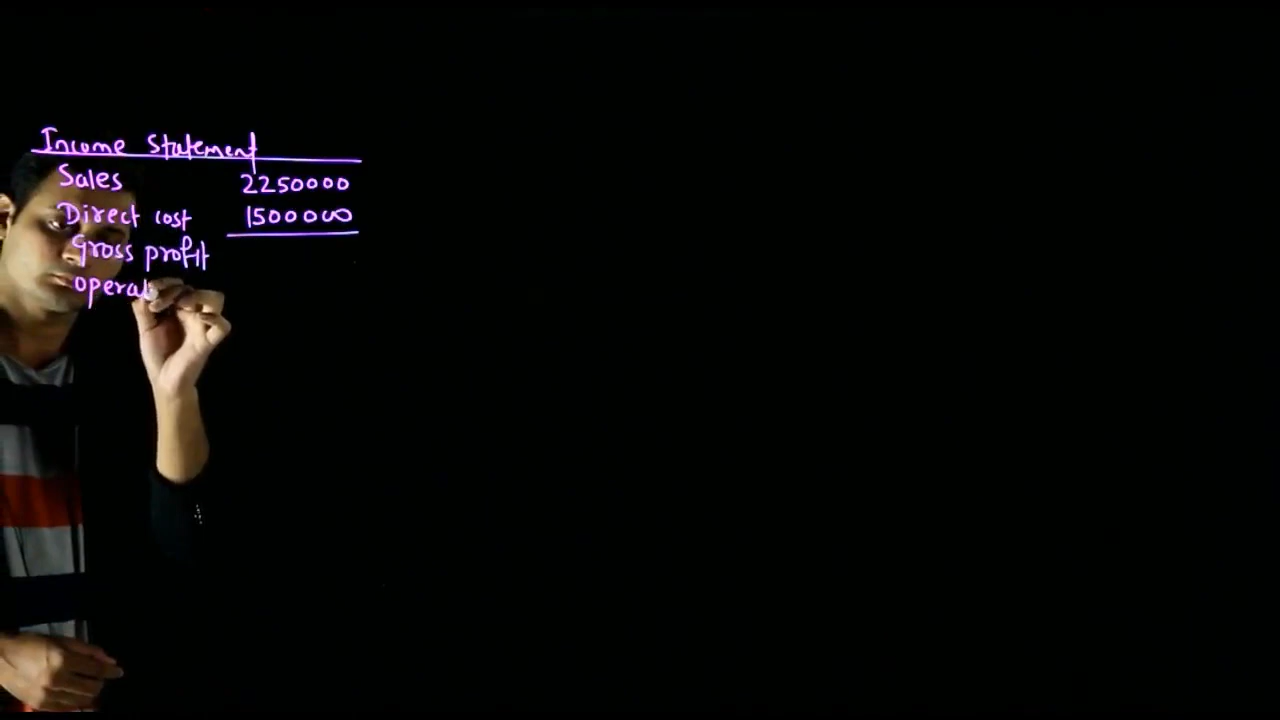 Income Statement
Sales 2250000
Direct cost 1500000
Gross profit
operat